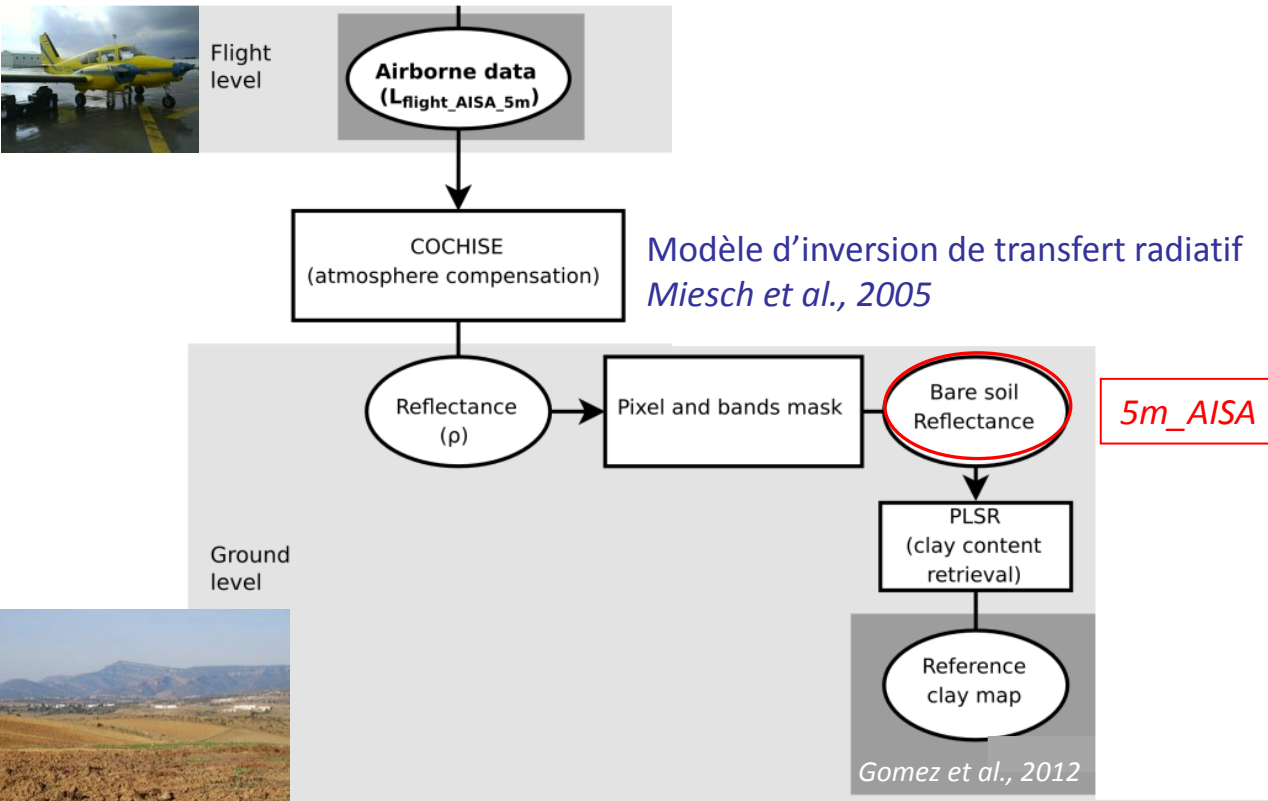 Flight
level
Airborne data
(Lflight_AISA_5m)
COCHISE
(atmosphere compensation)
Modèle d’inversion de transfert radiatif
Miesch et al., 2005
Reflectance
(ρ)
Pixel and bands mask
Bare soil
Reflectance
5m_AISA
PLSR
(clay content
retrieval)
Ground
level
Reference
clay map
Gomez et al., 2012